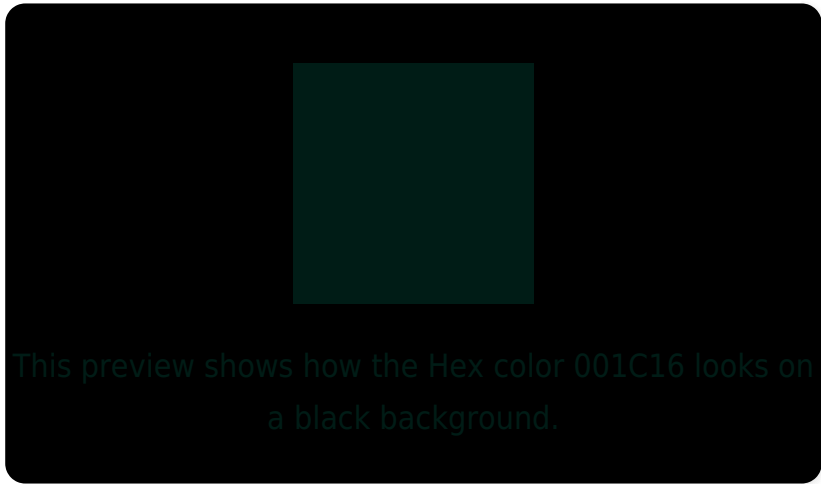 This preview shows how the Hex color 001C16 looks on
a black background.